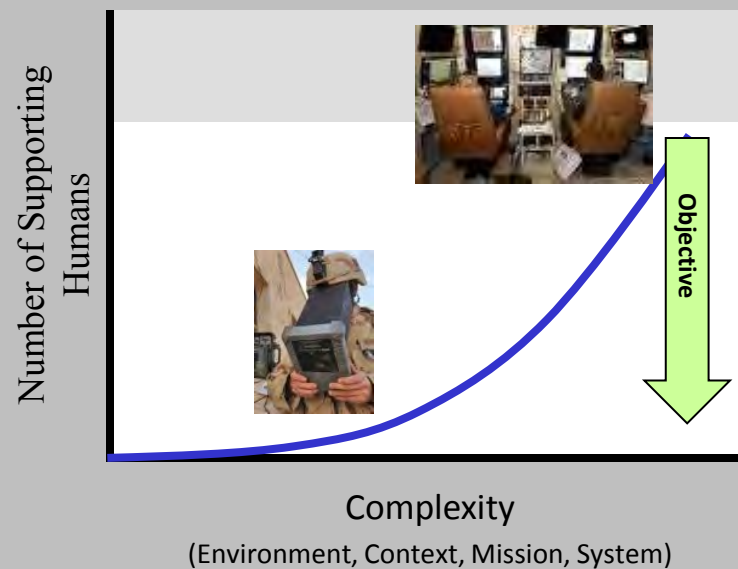 Number of Supporting
Humans
Objective
Complexity
(Environment, Context, Mission, System)